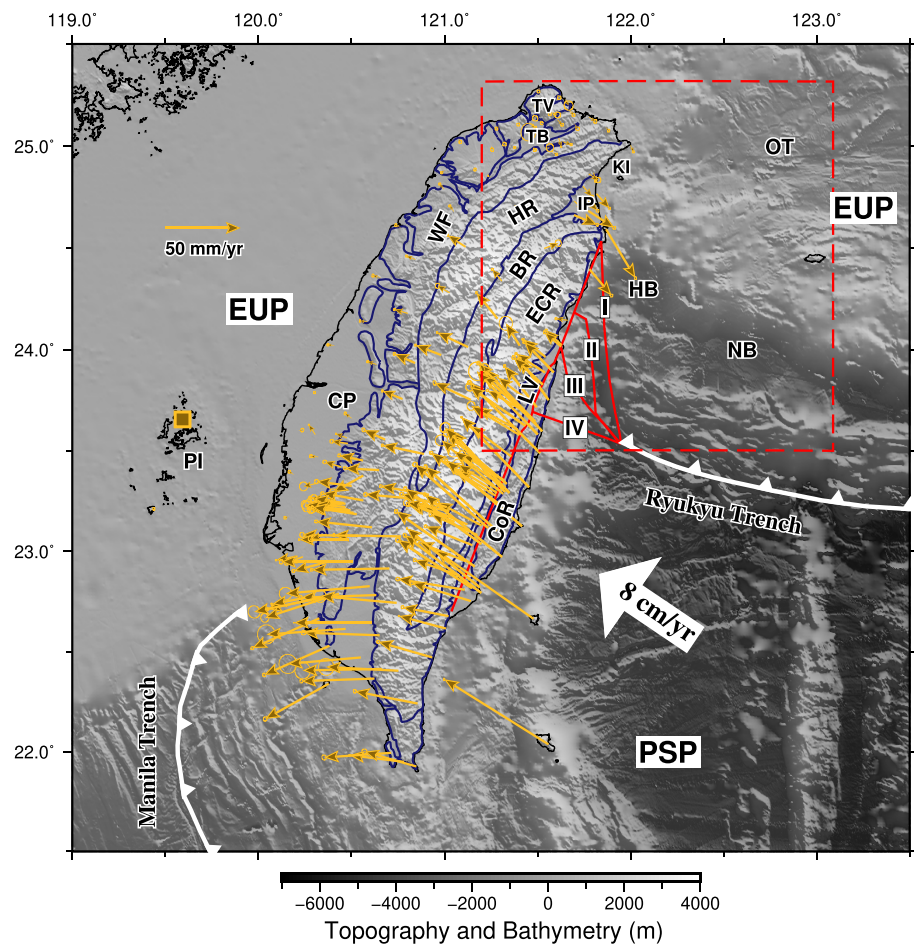 119.0˚ 120.0˚ 121.0˚ 122.0˚ 123.0˚
25.0˚
24.0˚
23.0˚
22.0˚
TV
TB
OT
KI
EUP
IP
HR
WF
50 mm/yr
BR
HB
EUP
ECR
I
NB
II
LV
III
CP
IV
PI
Ryukyu Trench
CoR
8 cm/yr
Manila Trench
PSP
−6000 −4000 −2000 0 2000 4000
Topography and Bathymetry (m)